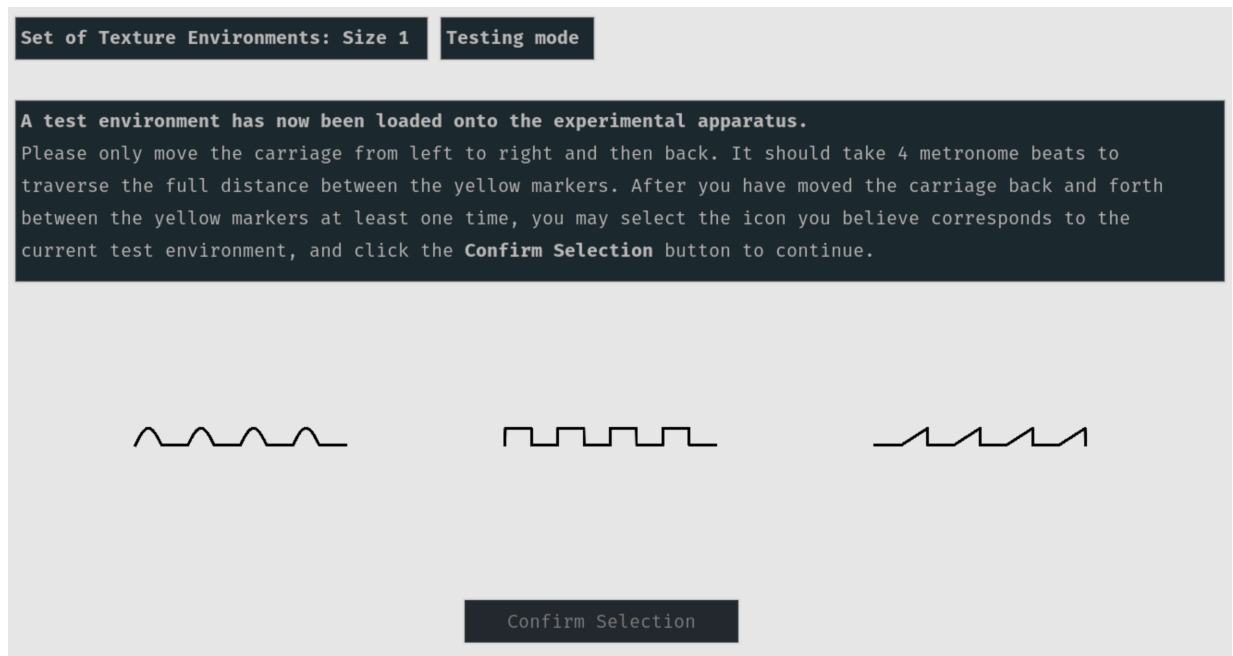 Set of Texture Environments: Size 1
Testing mode
A test environment has now been loaded onto the experimental apparatus.
Please only move the carriage from left to right and then back. It should take 4 metronome beats to
traverse the full distance between the yellow markers. After you have moved the carriage back and forth
between the yellow markers at least one time, you may select the icon you believe corresponds to the
current test environment, and click the Confirm Selection button to continue.
Confirm Selection